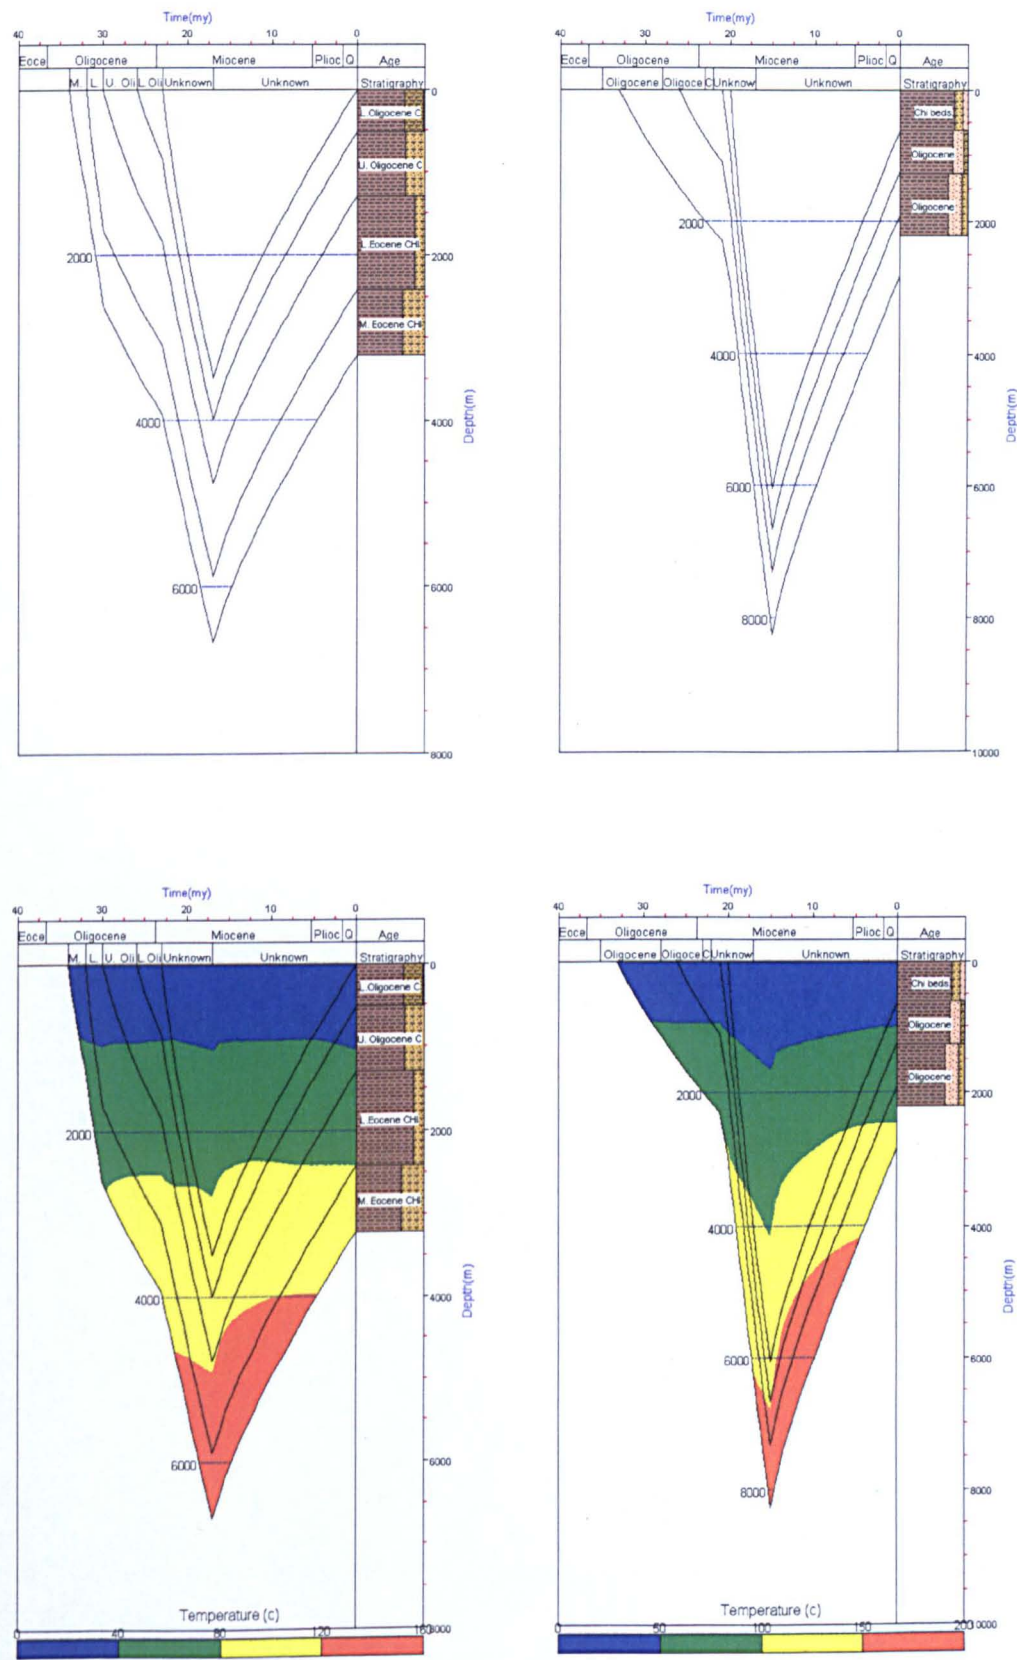 Time(my)
40 30 20 10 0
Eoce Oligocene Miocene Plioc Q Age
M. L. U. Oli L. Oli Unknown Unknown Stratigraphy
0
L. Oligocene C
U. Oligocene C
L. Eocene CHI
2000
2000
M. Eocene CHI
4000
4000
Depth(m)
6000
6000
8000
Time(my)
40 30 20 10 0
Eoce Oligocene Miocene Plioc Q Age
Oligocene Oligoce C Unknow Unknown Stratigraphy
0
Chi beds
Oligocene
Oligocene
2000
2000
4000
4000
Depth(m)
6000
6000
8000
8000
10000
Time(my)
40 30 20 10 0
Eoce Oligocene Miocene Plioc Q Age
M. L. U. Oli L. Oli Unknown Unknown Stratigraphy
0
L. Oligocene C
U. Oligocene C
L. Eocene CHI
2000
2000
M. Eocene CHI
4000
4000
Depth(m)
6000
6000
Temperature (c)
0 40 80 120 160
8000
Time(my)
40 30 20 10 0
Eoce Oligocene Miocene Plioc Q Age
Oligocene Oligoce C Unknow Unknown Stratigraphy
0
Chi beds
Oligocene
Oligocene
2000
2000
4000
4000
Depth(m)
6000
6000
8000
8000
Temperature (c)
0 50 100 150 200
10000